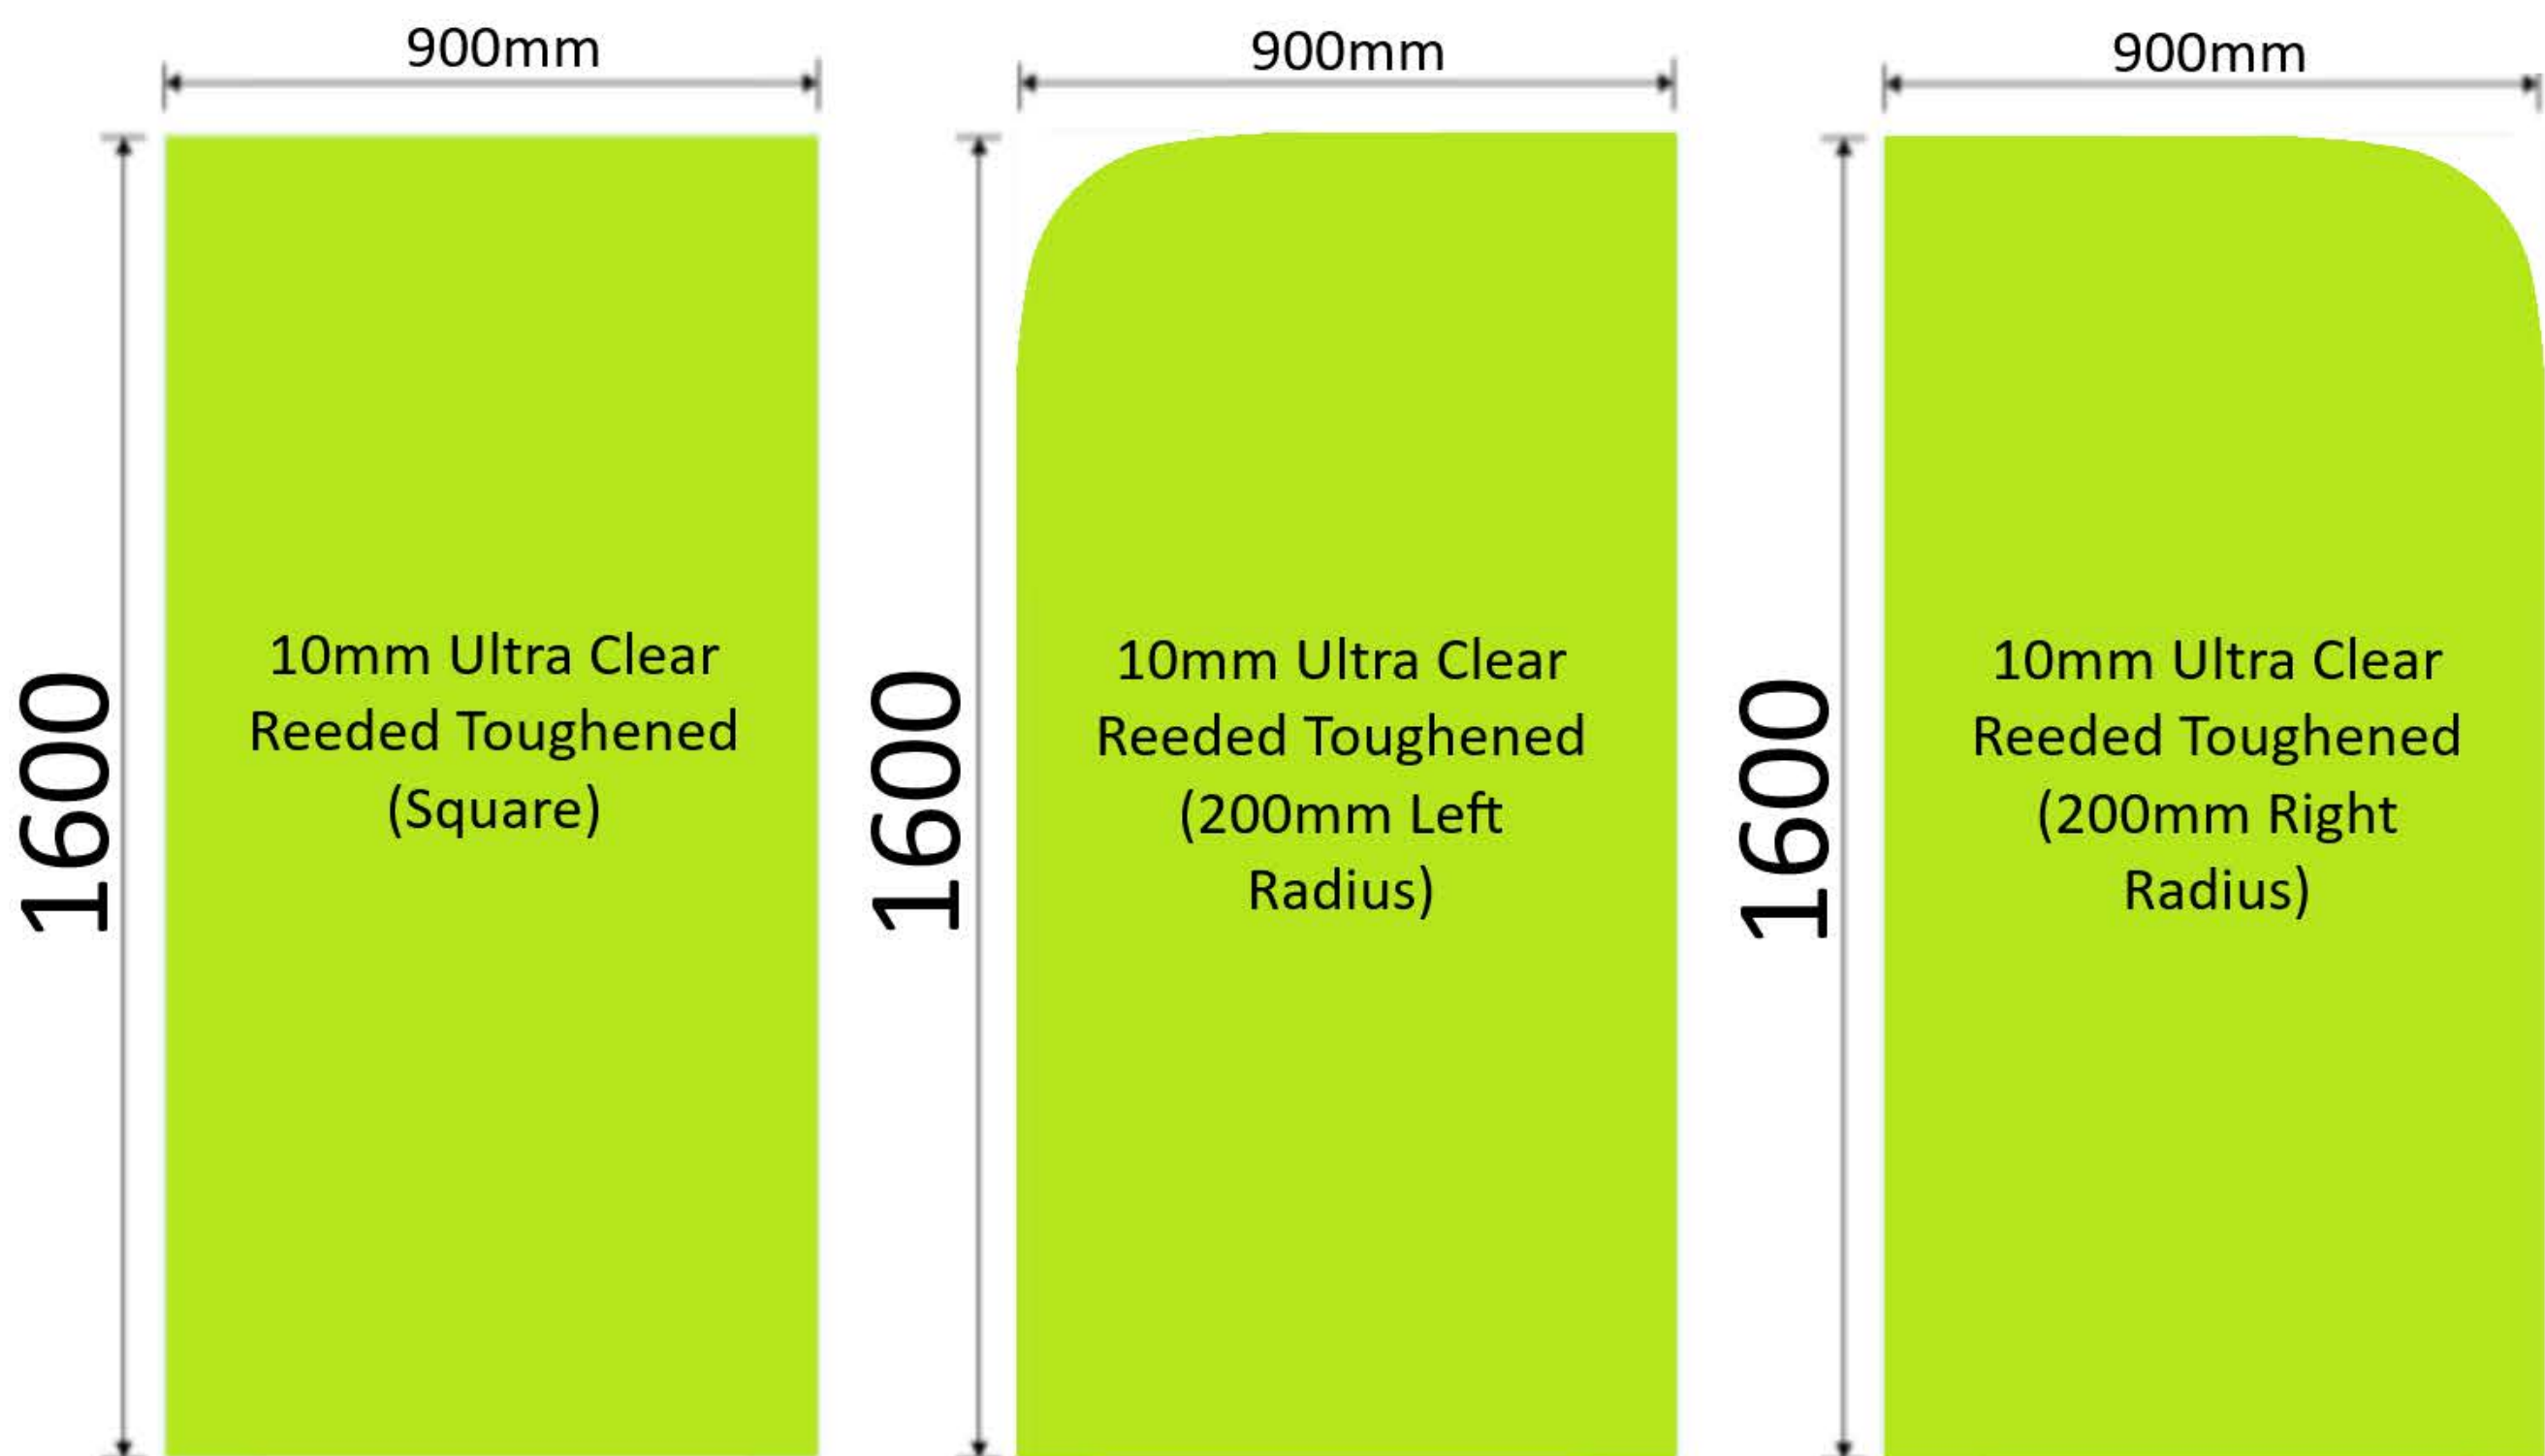 900mm
900mm
900mm
1600
10mm Ultra Clear
Reeded Toughened
(Square)
1600
10mm Ultra Clear
Reeded Toughened
(200mm Left
Radius)
1600
10mm Ultra Clear
Reeded Toughened
(200mm Right
Radius)